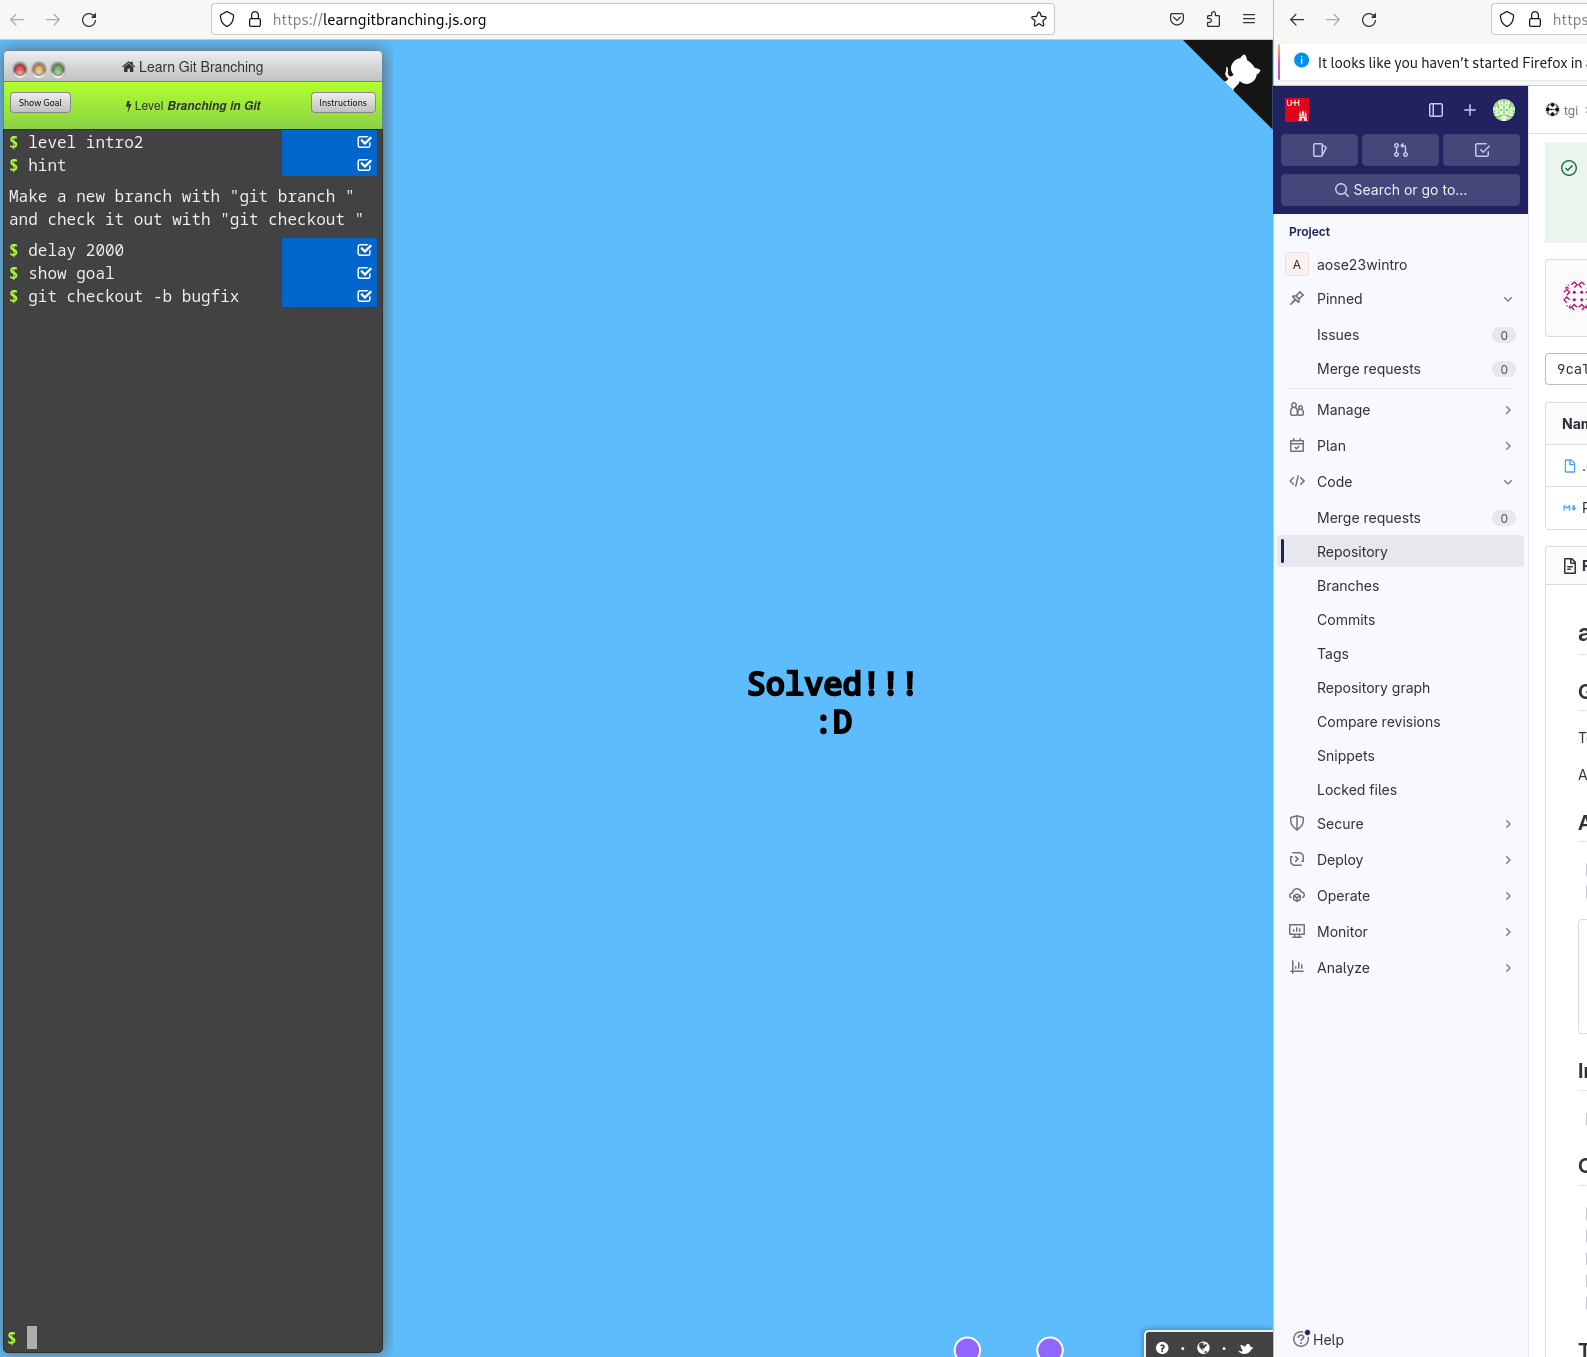 https://learngitbranching.js.org
Learn Git Branching
Show Goal
Level Branching in Git
Instructions
$ level intro2
$ hint
Make a new branch with "git branch "
and check it out with "git checkout "
$ delay 2000
$ show goal
$ git checkout -b bugfix
$
Solved!!!
:D
https
It looks like you haven't started Firefox in
UHH
Search or go to...
Project
A aose23wintro
Pinned
Issues 0
Merge requests 0
Manage
Plan
Code
Merge requests 0
Repository
Branches
Commits
Tags
Repository graph
Compare revisions
Snippets
Locked files
Secure
Deploy
Operate
Monitor
Analyze
Help
tgi
9ca